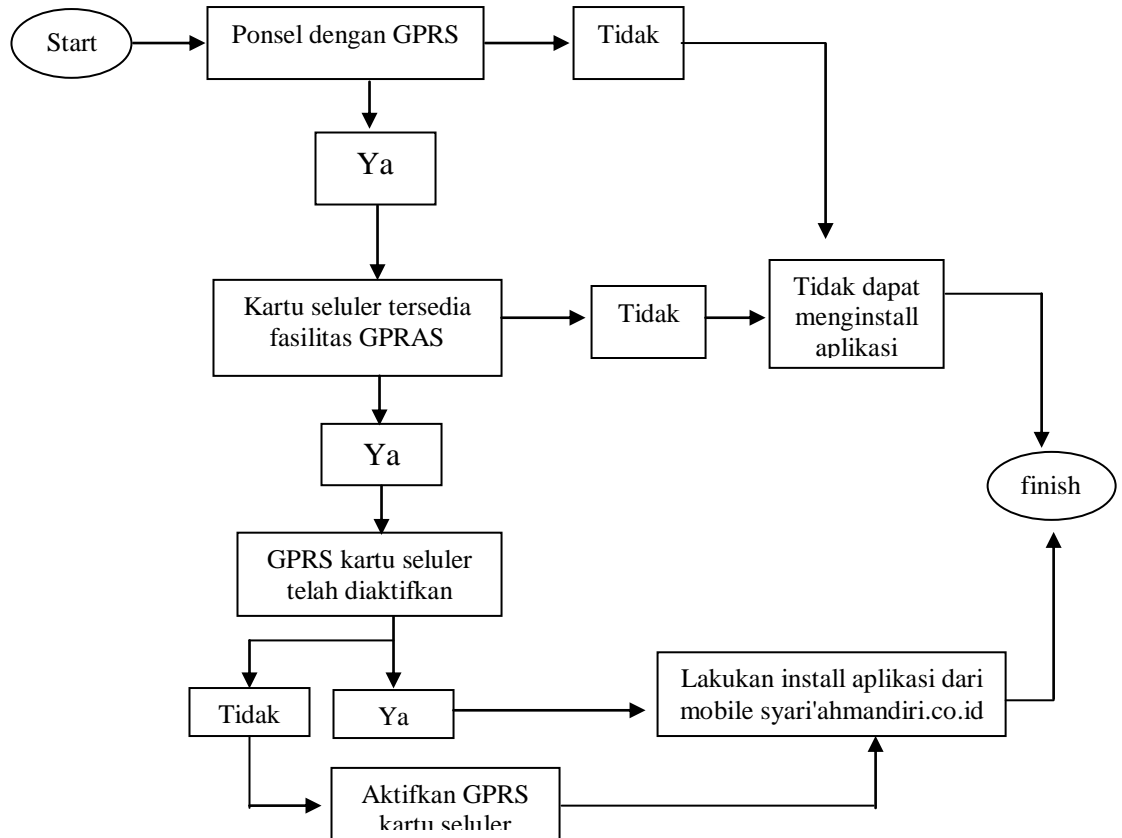 Start
Ponsel dengan GPRS
Tidak
Ya
Kartu seluler tersedia
fasilitas GPRAS
Tidak
Tidak dapat
menginstall
aplikasi
Ya
finish
GPRS kartu seluler
telah diaktifkan
Tidak
Ya
Lakukan install aplikasi dari
mobile syari'ahmandiri.co.id
Aktifkan GPRS
kartu seluler